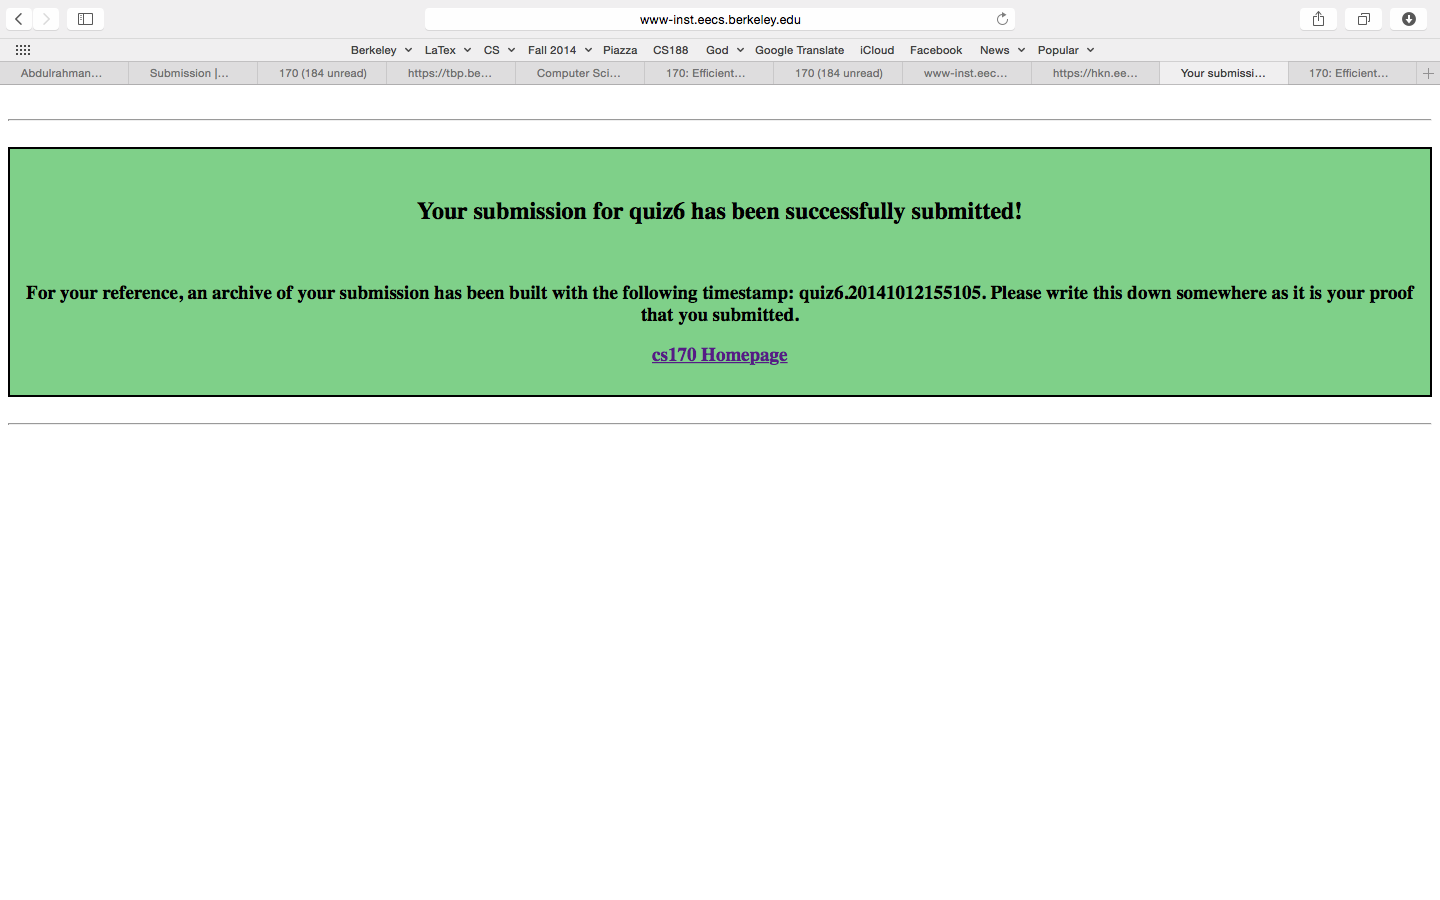 www-inst.eecs.berkeley.edu
Berkeley LaTex CS Fall 2014 Piazza CS188 God Google Translate iCloud Facebook News Popular
Abdulrahman... Submission |... 170 (184 unread) https://tbp.be... Computer Sci... 170: Efficient... 170 (184 unread) www-inst.eec... https://hkn.ee... Your submissi... 170: Efficient...
Your submission for quiz6 has been successfully submitted!
For your reference, an archive of your submission has been built with the following timestamp: quiz6.20141012155105. Please write this down somewhere as it is your proof
that you submitted.
cs170 Homepage